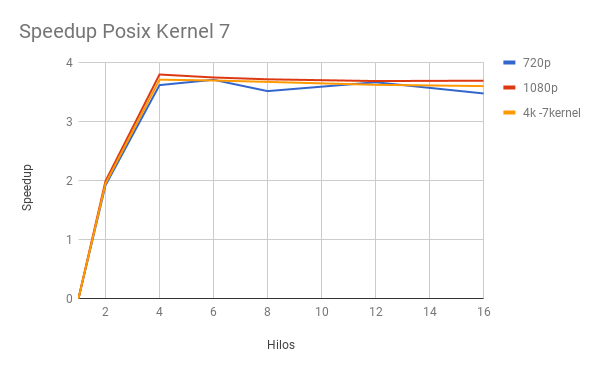 Speedup Posix Kernel 7
4
3
2
1
0
Speedup
2 4 6 8 10 12 14 16
Hilos
720p
1080p
4k -7kernel